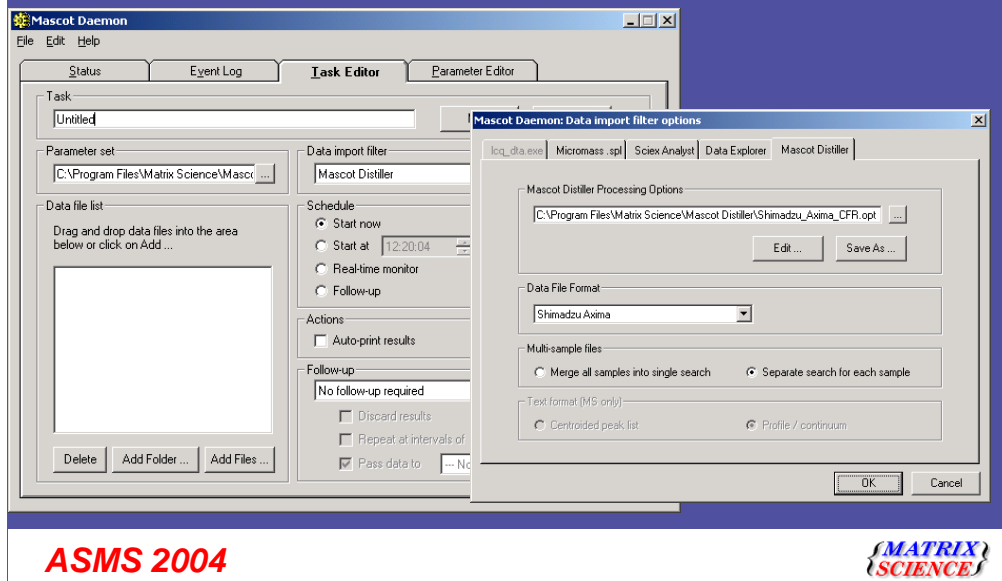 Mascot Daemon
File Edit Help
Status Event Log Task Editor Parameter Editor
Task
Untitled
Parameter set
C:\Program Files\Matrix Science\Masco ...
Data import filter
Mascot Distiller
Data file list
Drag and drop data files into the area
below or click on Add ...
Delete Add Folder ... Add Files ...
Schedule
Start now
Start at 12:20:04
Real-time monitor
Follow-up
Actions
Auto-print results
Follow-up
No follow-up required
Discard results
Repeat at intervals of
Pass data to --- No
Mascot Daemon: Data import filter options
lcq_dta.exe Micromass .spl Sciex Analyst Data Explorer Mascot Distiller
Mascot Distiller Processing Options
C:\Program Files\Matrix Science\Mascot Distiller\Shimadzu_Axima_CFR.opt ...
Edit ... Save As ...
Data File Format
Shimadzu Axima
Multi-sample files
Merge all samples into single search Separate search for each sample
Text format (MS only)
Centroided peak list Profile / continuum
OK Cancel
ASMS 2004
{MATRIX
SCIENCE}